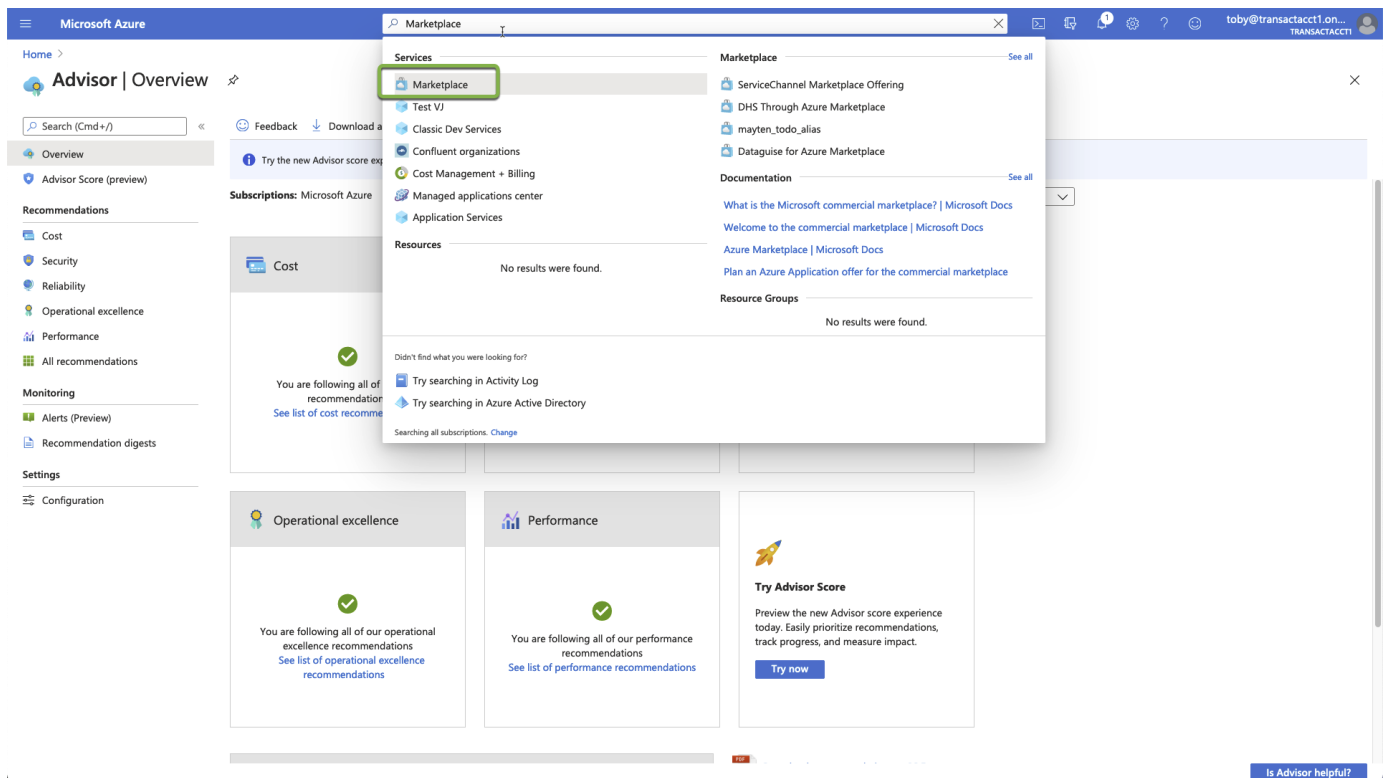 Microsoft Azure
Marketplace
1
toby@transactacct1.on...
TRANSACTACCT1
Home >
Advisor | Overview
Search (Cmd+/)
«
Overview
Advisor Score (preview)
Recommendations
Cost
Security
Reliability
Operational excellence
Performance
All recommendations
Monitoring
Alerts (Preview)
Recommendation digests
Settings
Configuration
Feedback
Download a
Try the new Advisor score exp
Subscriptions: Microsoft Azure
Services
Marketplace
Test VJ
Classic Dev Services
Confluent organizations
Cost Management + Billing
Managed applications center
Application Services
Resources
No results were found.
Marketplace
See all
ServiceChannel Marketplace Offering
DHS Through Azure Marketplace
mayten_todo_alias
Dataguise for Azure Marketplace
Documentation
See all
What is the Microsoft commercial marketplace? | Microsoft Docs
Welcome to the commercial marketplace | Microsoft Docs
Azure Marketplace | Microsoft Docs
Plan an Azure Application offer for the commercial marketplace
Resource Groups
No results were found.
Didn't find what you were looking for?
Try searching in Activity Log
Try searching in Azure Active Directory
Searching all subscriptions. Change
Cost
You are following all of
recommendation
See list of cost recomme
Operational excellence
You are following all of our operational
excellence recommendations
See list of operational excellence
recommendations
Performance
You are following all of our performance
recommendations
See list of performance recommendations
Try Advisor Score
Preview the new Advisor score experience
today. Easily prioritize recommendations,
track progress, and measure impact.
Try now
PDF
Is Advisor helpful?